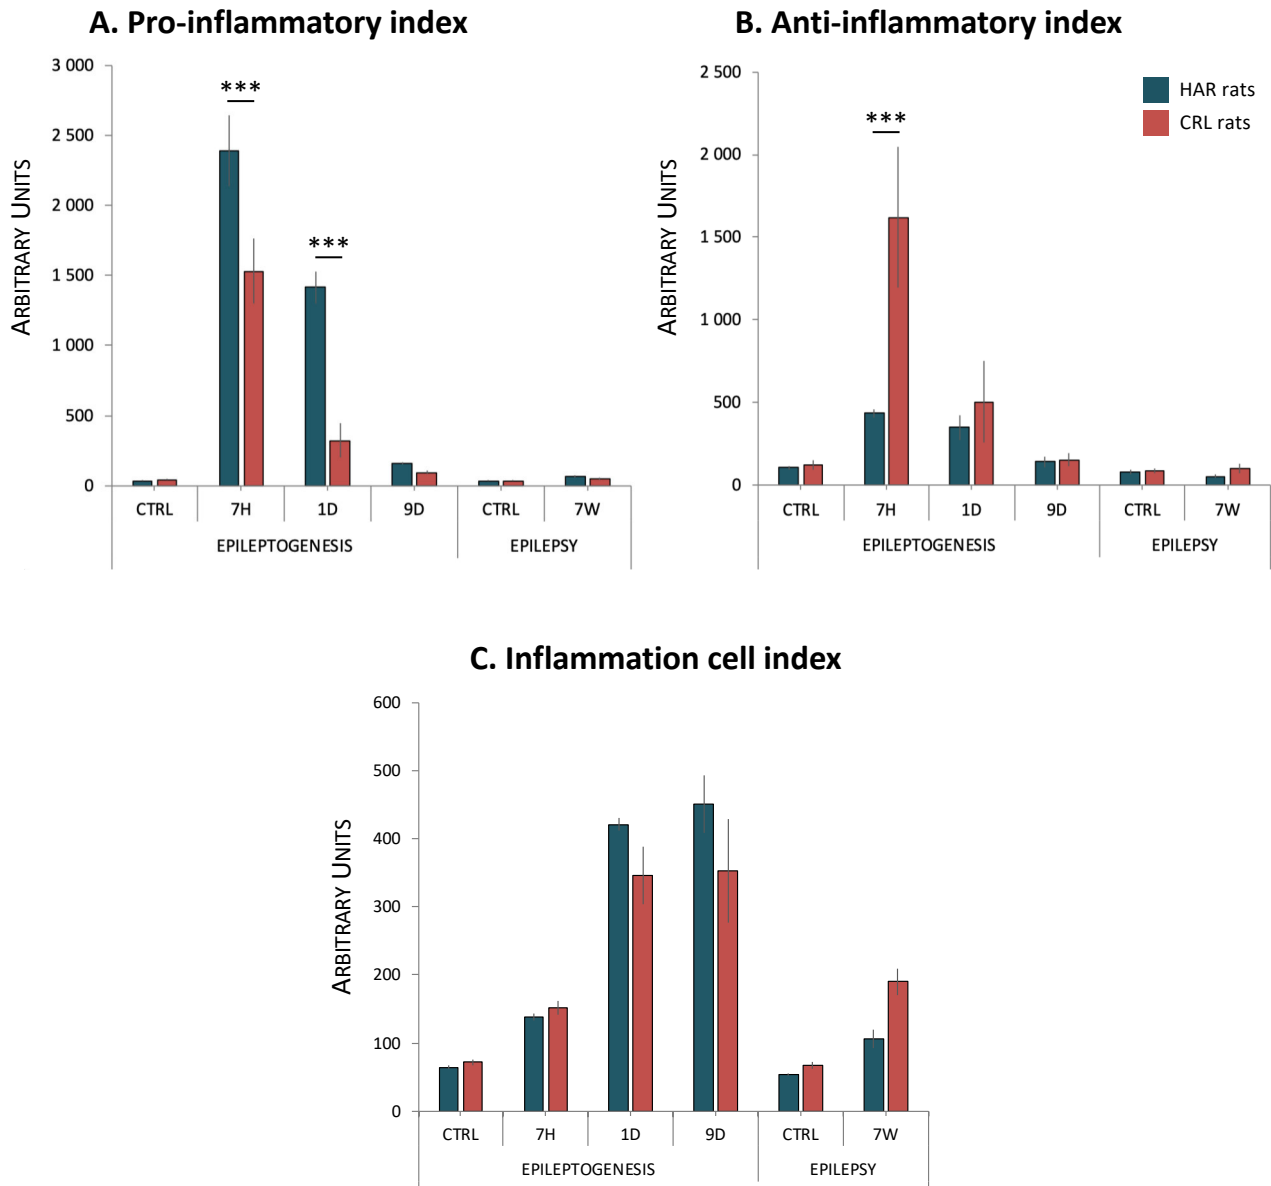 A. Pro-inflammatory index
3 000
2 500
2 000
1 500
1 000
500
0
ARBITRARY UNITS
***
***
CTRL 7H 1D 9D CTRL 7W
EPILEPTOGENESIS EPILEPSY
B. Anti-inflammatory index
2 500
2 000
1 500
1 000
500
0
ARBITRARY UNITS
***
HAR rats
CRL rats
CTRL 7H 1D 9D CTRL 7W
EPILEPTOGENESIS EPILEPSY
C. Inflammation cell index
600
500
400
300
200
100
0
ARBITRARY UNITS
CTRL 7H 1D 9D CTRL 7W
EPILEPTOGENESIS EPILEPSY